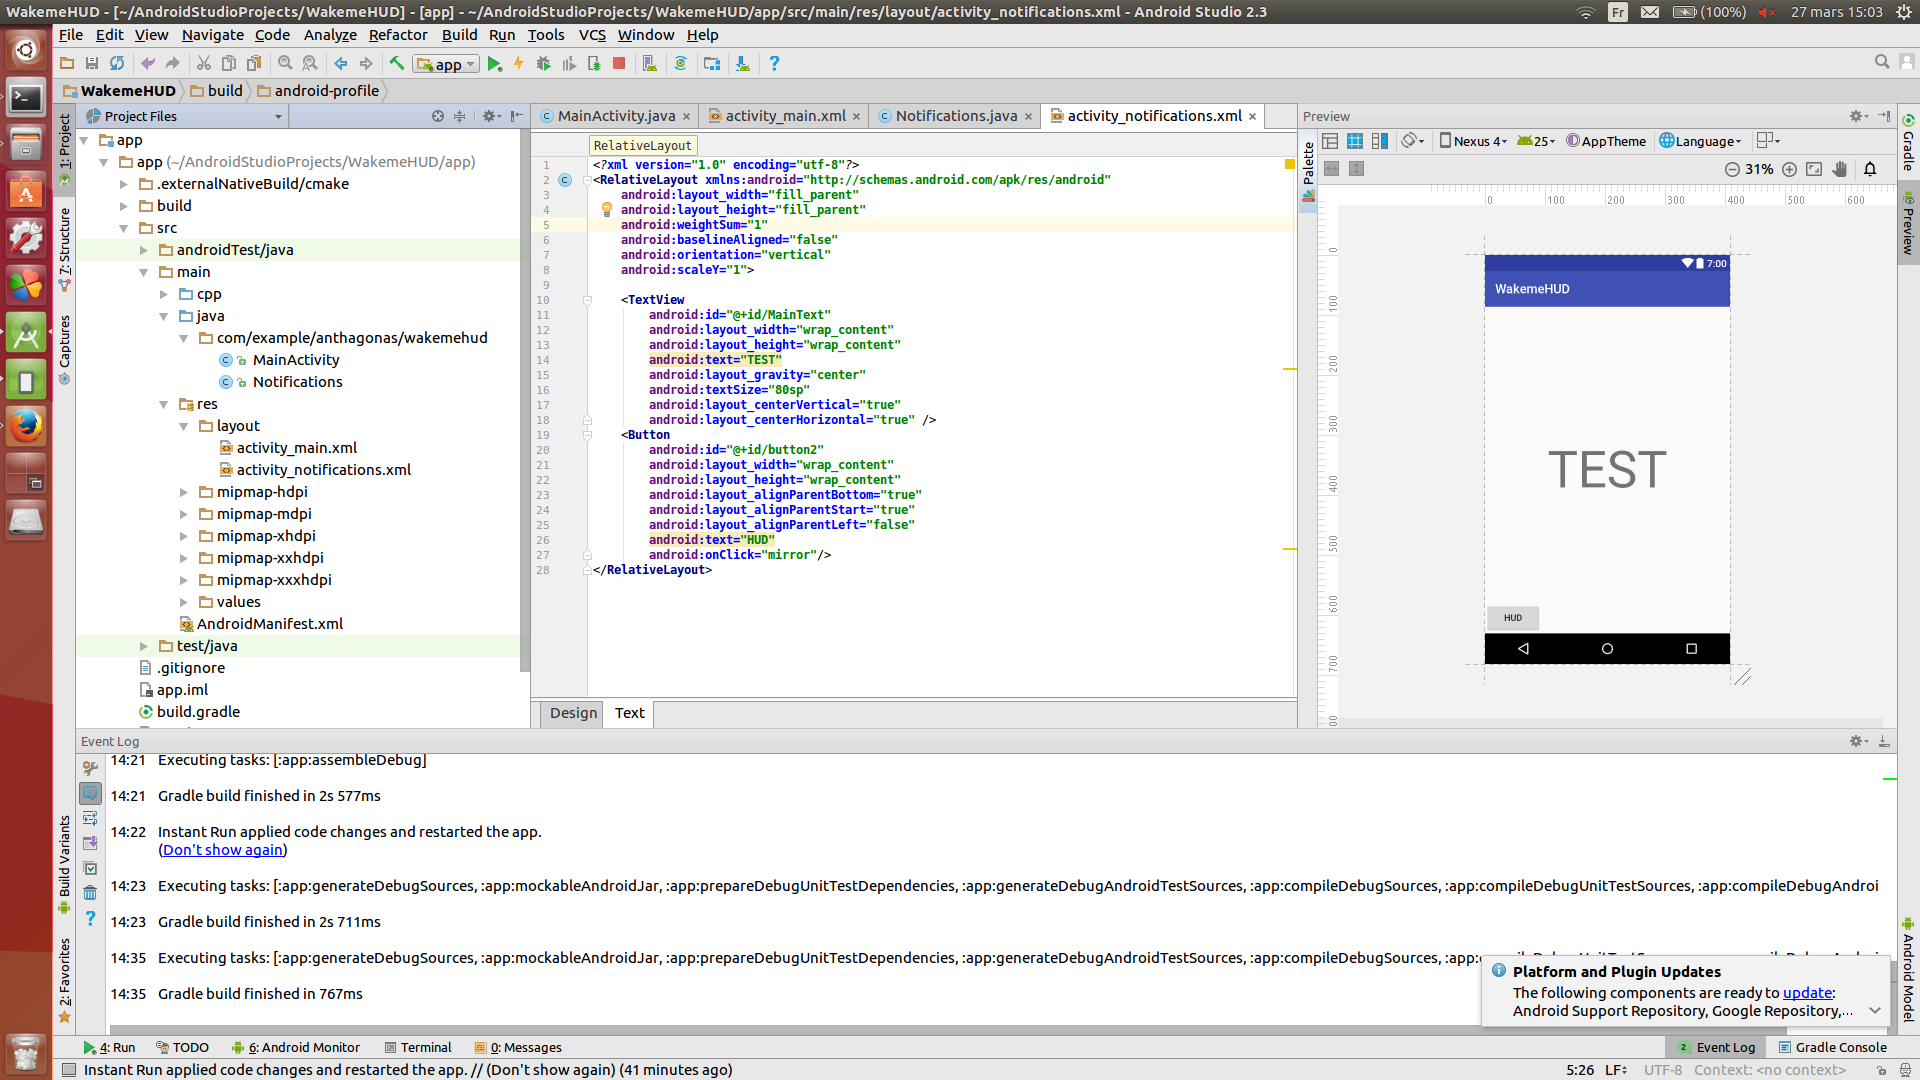 WakemeHUD - [~/AndroidStudioProjects/WakemeHUD] - [app] - ~/AndroidStudioProjects/WakemeHUD/app/src/main/res/layout/activity_notifications.xml - Android Studio 2.3
Fr (100%) 27 mars 15:03
File Edit View Navigate Code Analyze Refactor Build Run Tools VCS Window Help
app
WakemeHUD build android-profile
Project Files
MainActivity.java activity_main.xml Notifications.java activity_notifications.xml
Preview
1: Project
7: Structure
Captures
Build Variants
2: Favorites
app
app (~/AndroidStudioProjects/WakemeHUD/app)
.externalNativeBuild/cmake
build
src
androidTest/java
main
cpp
java
com/example/anthagonas/wakemehud
MainActivity
Notifications
res
layout
activity_main.xml
activity_notifications.xml
mipmap-hdpi
mipmap-mdpi
mipmap-xhdpi
mipmap-xxhdpi
mipmap-xxxhdpi
values
AndroidManifest.xml
test/java
.gitignore
app.iml
build.gradle
RelativeLayout
1 <?xml version="1.0" encoding="utf-8"?>
2 <RelativeLayout xmlns:android="http://schemas.android.com/apk/res/android"
3 android:layout_width="fill_parent"
4 android:layout_height="fill_parent"
5 android:weightSum="1"
6 android:baselineAligned="false"
7 android:orientation="vertical"
8 android:scaleY="1">
9
10 <TextView
11 android:id="@+id/MainText"
12 android:layout_width="wrap_content"
13 android:layout_height="wrap_content"
14 android:text="TEST"
15 android:layout_gravity="center"
16 android:textSize="80sp"
17 android:layout_centerVertical="true"
18 android:layout_centerHorizontal="true" />
19 <Button
20 android:id="@+id/button2"
21 android:layout_width="wrap_content"
22 android:layout_height="wrap_content"
23 android:layout_alignParentBottom="true"
24 android:layout_alignParentStart="true"
25 android:layout_alignParentLeft="false"
26 android:text="HUD"
27 android:onClick="mirror"/>
28 </RelativeLayout>
Design Text
Palette
Nexus 4 25 AppTheme Language
31%
0 100 200 300 400 500 600
0
100
200
300
400
500
600
700
7:00
WakemeHUD
TEST
HUD
Gradle
Preview
Android Model
Event Log
14:21 Executing tasks: [:app:assembleDebug]
14:21 Gradle build finished in 2s 577ms
14:22 Instant Run applied code changes and restarted the app.
(Don't show again)
14:23 Executing tasks: [:app:generateDebugSources, :app:mockableAndroidJar, :app:prepareDebugUnitTestDependencies, :app:generateDebugAndroidTestSources, :app:compileDebugSources, :app:compileDebugUnitTestSources, :app:compileDebugAndroi
14:23 Gradle build finished in 2s 711ms
14:35 Executing tasks: [:app:generateDebugSources, :app:mockableAndroidJar, :app:prepareDebugUnitTestDependencies, :app:generateDebugAndroidTestSources, :app:compileDebugSources,
14:35 Gradle build finished in 767ms
Platform and Plugin Updates
The following components are ready to update:
Android Support Repository, Google Repository,...
4: Run TODO 6: Android Monitor Terminal 0: Messages 2 Event Log Gradle Console
Instant Run applied code changes and restarted the app. // (Don't show again) (41 minutes ago) 5:26 LF UTF-8 Context: <no context>